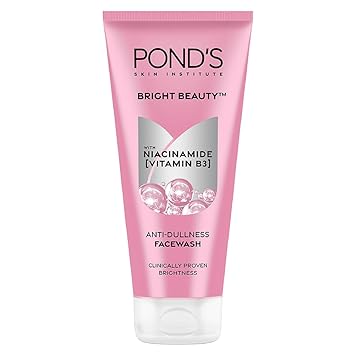 POND'S
SKIN INSTITUTE
BRIGHT BEAUTY™
WITH
NIACINAMIDE
[VITAMIN B3]
ANTI-DULLNESS
FACEWASH
CLINICALLY PROVEN
BRIGHTNESS